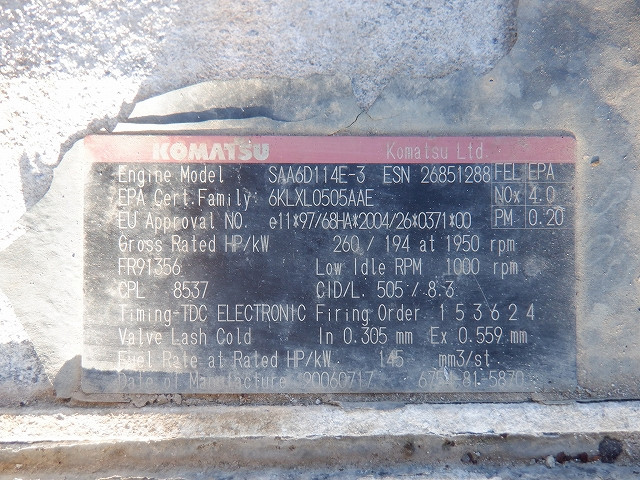 KOMATSU Komatsu Ltd.
Engine Model : SAA6D114E-3 ESN 26851288 FEL EPA
EPA Cert.Family: 6KLXL0505AAE NOx 4.0
EU Approval NO. e11*97/68HA*2004/26*0371*00 PM 0.20
Gross Rated HP/kW 260 / 194 at 1950 rpm
FR91356 Low Idle RPM 1000 rpm
CPL 8537 CID/L: 505 / 8.3
Timing-TDC ELECTRONIC Firing Order 1 5 3 6 2 4
Valve Lash Cold In 0.305 mm Ex 0.559 mm
Fuel Rate at Rated HP/kW : 145 mm3/st
Date of Manufacture 20060717 6754-81-5870